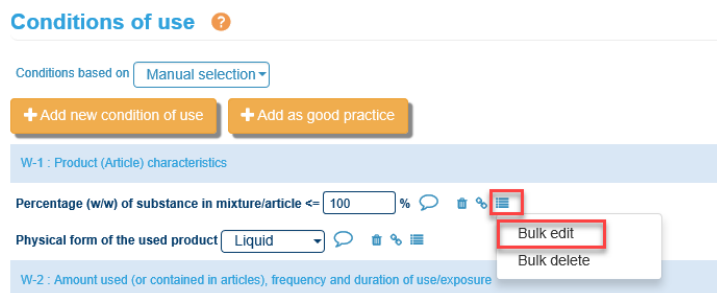 Conditions of use ?
Conditions based on Manual selection
+ Add new condition of use + Add as good practice
W-1 : Product (Article) characteristics
Percentage (w/w) of substance in mixture/article <= 100 %
Physical form of the used product Liquid
Bulk edit
Bulk delete
W-2 : Amount used (or contained in articles), frequency and duration of use/exposure